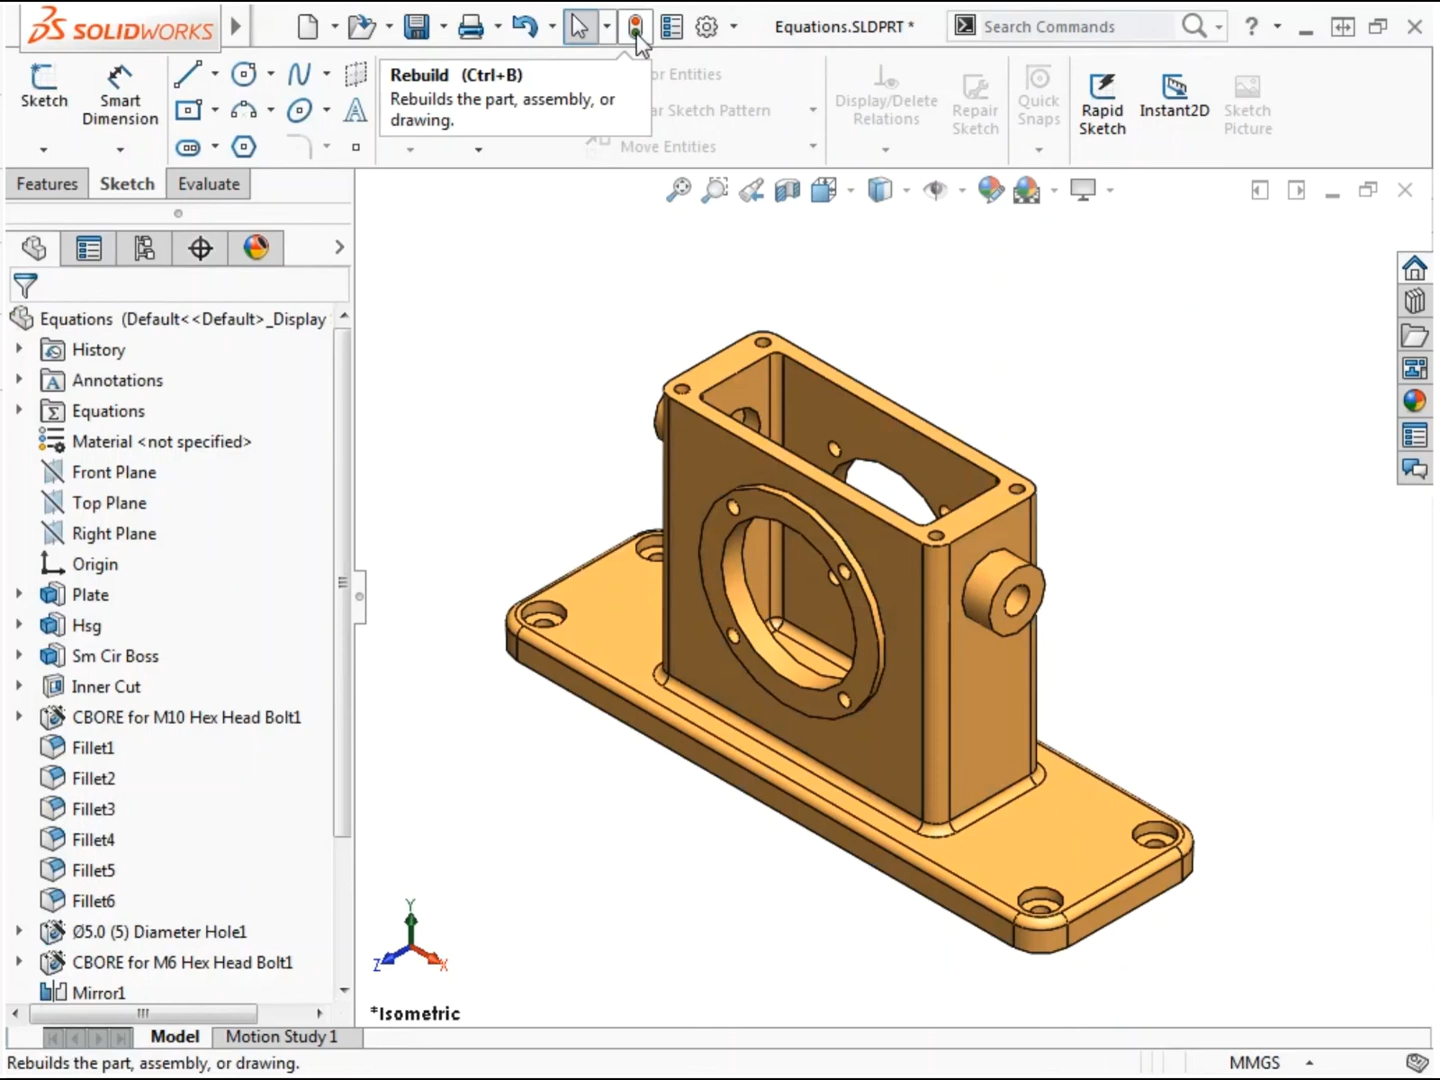 SOLIDWORKS
Equations.SLDPRT *
Search Commands
?
Sketch
Smart
Dimension
Rebuild (Ctrl+B)
Rebuilds the part, assembly, or
drawing.
or Entities
ar Sketch Pattern
Move Entities
Display/Delete
Relations
Repair
Sketch
Quick
Snaps
Rapid
Sketch
Instant2D
Sketch
Picture
Features
Sketch
Evaluate
Equations (Default<<Default>_Display
History
Annotations
Equations
Material <not specified>
Front Plane
Top Plane
Right Plane
Origin
Plate
Hsg
Sm Cir Boss
Inner Cut
CBORE for M10 Hex Head Bolt1
Fillet1
Fillet2
Fillet3
Fillet4
Fillet5
Fillet6
Ø5.0 (5) Diameter Hole1
CBORE for M6 Hex Head Bolt1
Mirror1
Y
Z
X
*Isometric
Model
Motion Study 1
Rebuilds the part, assembly, or drawing.
MMGS